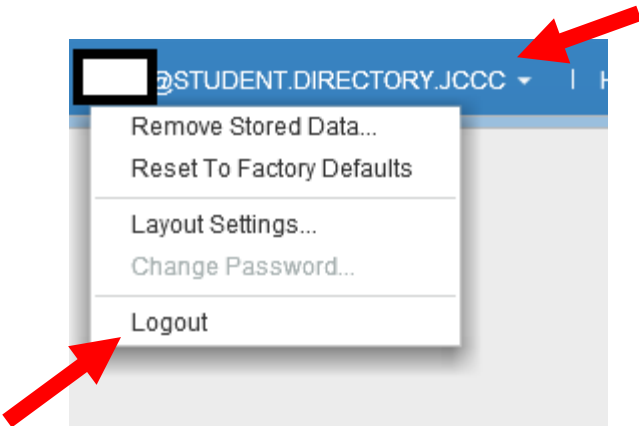 @STUDENT.DIRECTORY.JCCC
Remove Stored Data...
Reset To Factory Defaults
Layout Settings...
Change Password...
Logout